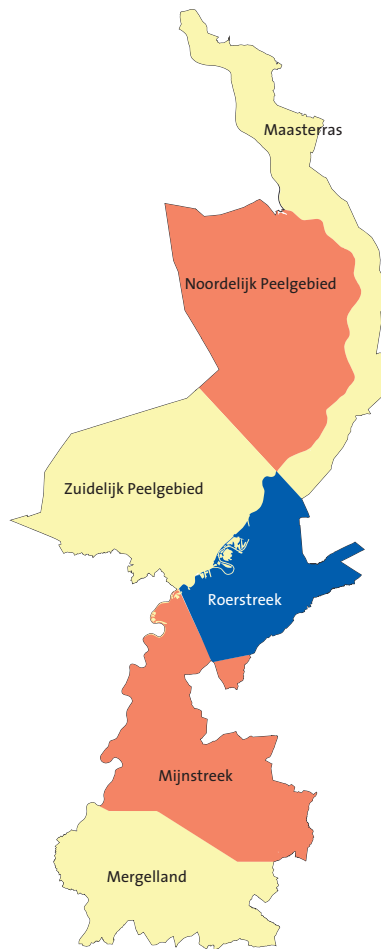 Maasterras
Noordelijk Peelgebied
Zuidelijk Peelgebied
Roerstreek
Mijnstreek
Mergelland